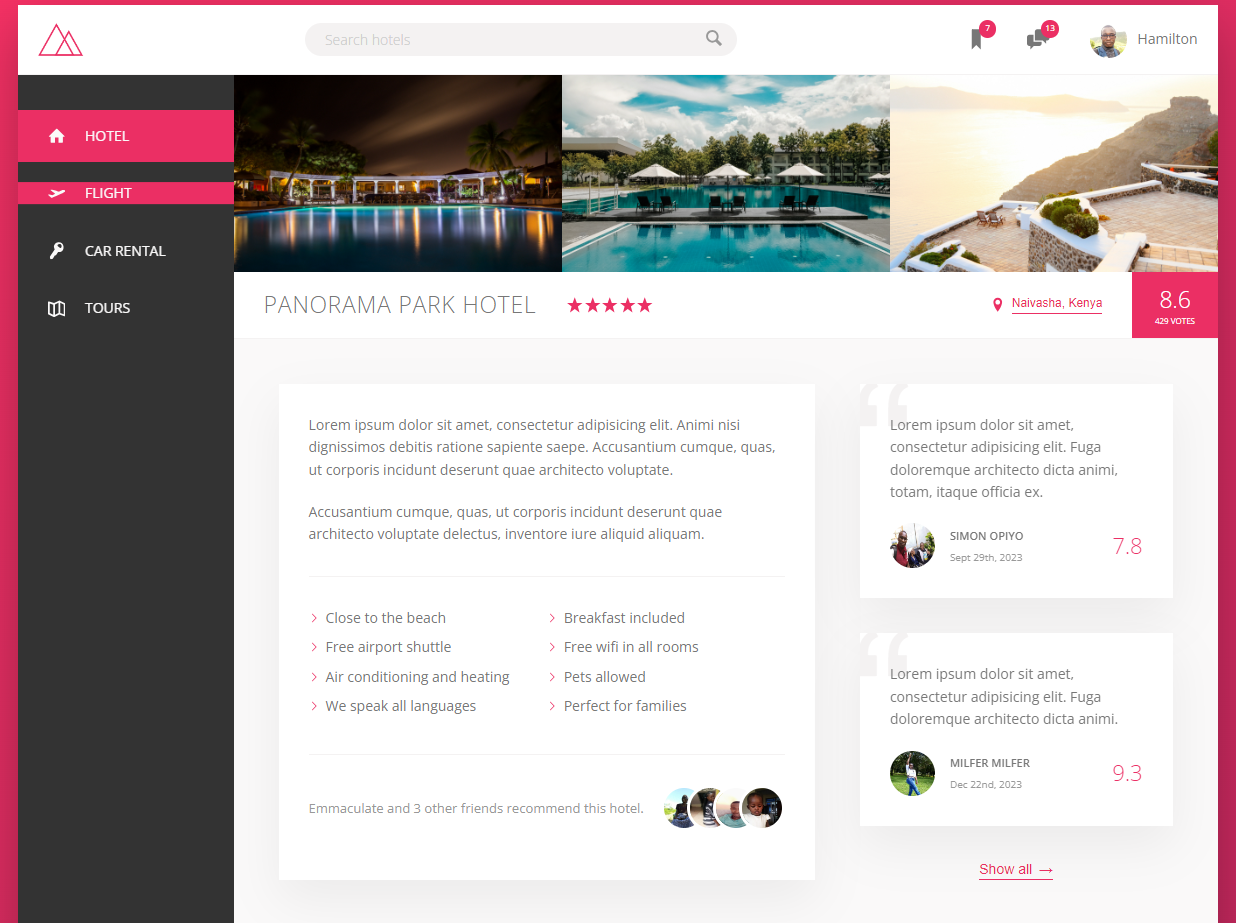 Search hotels
7
13
Hamilton
HOTEL
FLIGHT
CAR RENTAL
TOURS
PANORAMA PARK HOTEL
Naivasha, Kenya
8.6
429 VOTES
Lorem ipsum dolor sit amet, consectetur adipisicing elit. Animi nisi
dignissimos debitis ratione sapiente saepe. Accusantium cumque, quas,
ut corporis incidunt deserunt quae architecto voluptate.
Accusantium cumque, quas, ut corporis incidunt deserunt quae
architecto voluptate delectus, inventore iure aliquid aliquam.
Close to the beach
Free airport shuttle
Air conditioning and heating
We speak all languages
Breakfast included
Free wifi in all rooms
Pets allowed
Perfect for families
Emmaculate and 3 other friends recommend this hotel.
“
Lorem ipsum dolor sit amet,
consectetur adipisicing elit. Fuga
doloremque architecto dicta animi,
totam, itaque officia ex.
SIMON OPIYO
Sept 29th, 2023
7.8
“
Lorem ipsum dolor sit amet,
consectetur adipisicing elit. Fuga
doloremque architecto dicta animi.
MILFER MILFER
Dec 22nd, 2023
9.3
Show all →